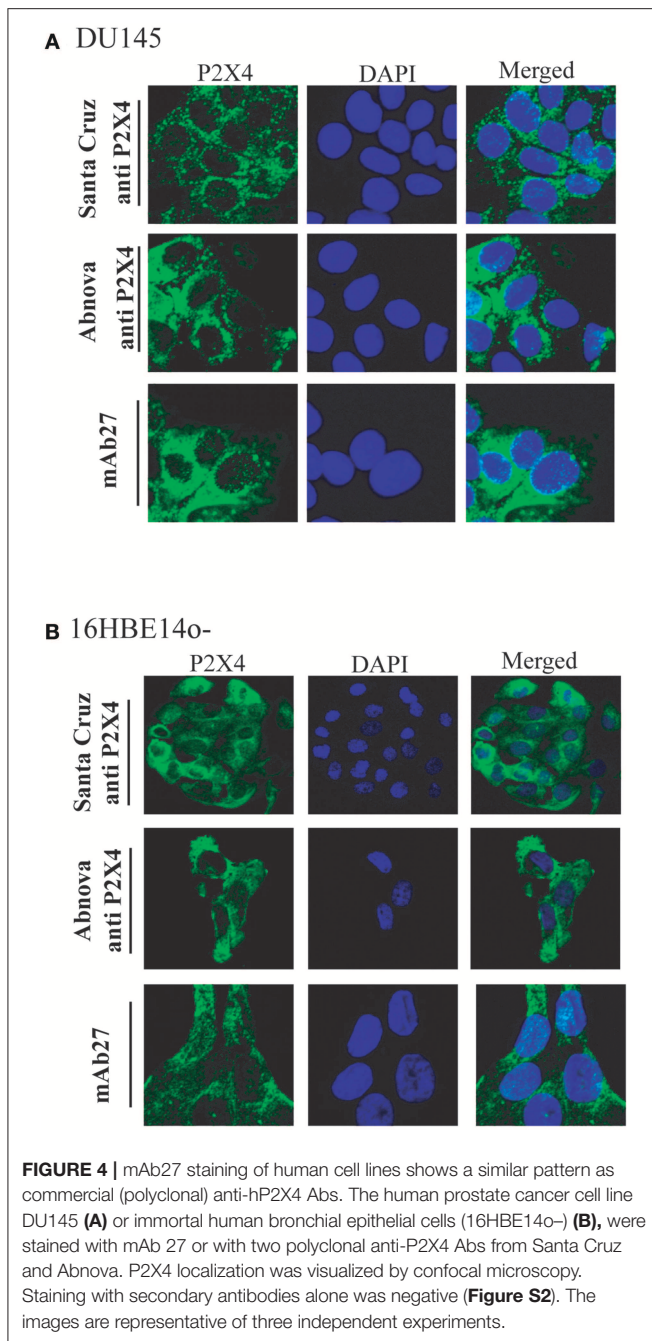 A DU145
P2X4 DAPI Merged
Santa Cruz
anti P2X4
Abnova
anti P2X4
mAb27
B 16HBE14o-
P2X4 DAPI Merged
Santa Cruz
anti P2X4
Abnova
anti P2X4
mAb27
FIGURE 4 | mAb27 staining of human cell lines shows a similar pattern as
commercial (polyclonal) anti-hP2X4 Abs. The human prostate cancer cell line
DU145 (A) or immortal human bronchial epithelial cells (16HBE14o–) (B), were
stained with mAb 27 or with two polyclonal anti-P2X4 Abs from Santa Cruz
and Abnova. P2X4 localization was visualized by confocal microscopy.
Staining with secondary antibodies alone was negative (Figure S2). The
images are representative of three independent experiments.